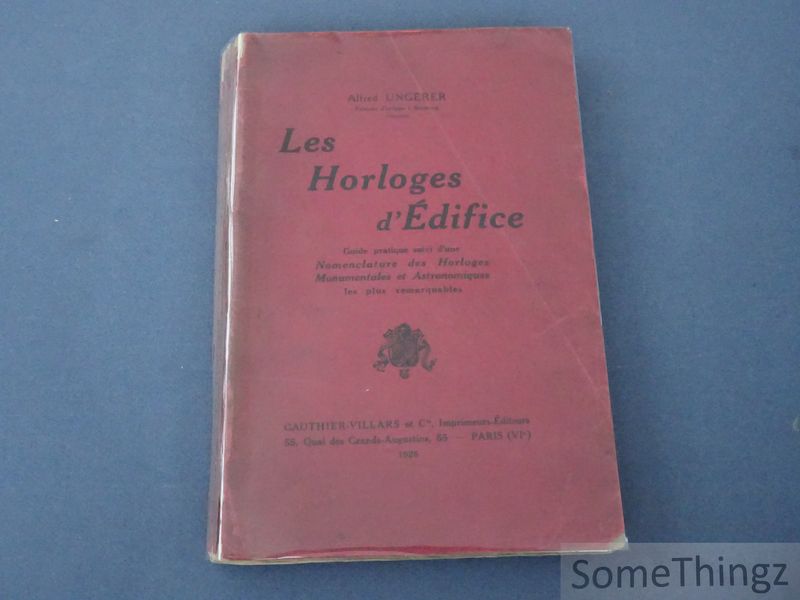 Alfred UNGERER
Les
Horloges
d'Édifice
Guide pratique suivi d'une
Nomenclature des Horloges
Monumentales et Astronomiques
les plus remarquables
GAUTHIER-VILLARS et Cie, Imprimeurs-Éditeurs
55, Quai des Grands-Augustins, 55 — PARIS (VIe)
1926
SomeThingz